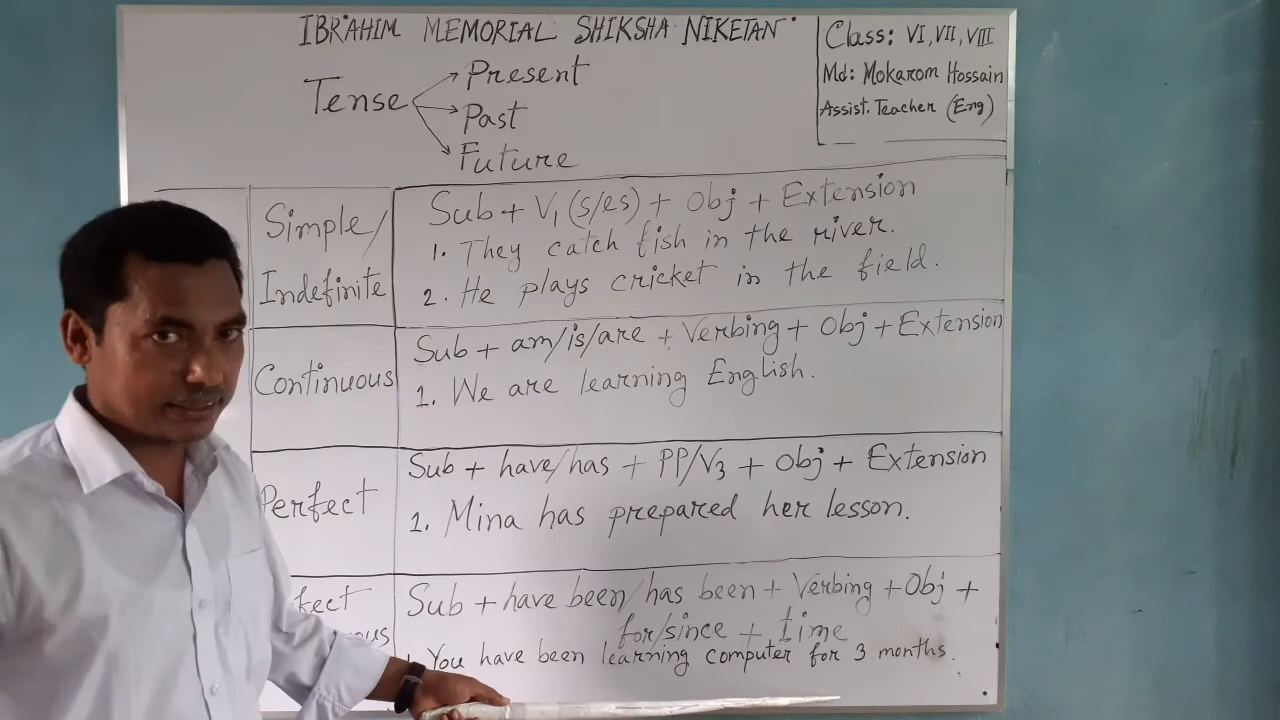 IBRAHIM MEMORIAL SHIKSHA NIKETAN
Class: VI, VII, VIII
Md: Mokarom Hossain
Assist. Teacher (Eng)
Tense
Present
Past
Future
Simple/
Indefinite
Sub + V1 (s/es) + Obj + Extension
1. They catch fish in the river.
2. He plays cricket in the field.
Continuous
Sub + am/is/are + Verbing + Obj + Extension
1. We are learning English.
Perfect
Sub + have/has + PP/V3 + Obj + Extension
1. Mina has prepared her lesson.
Sub + have been/has been + Verbing + Obj +
for/since + time
You have been learning computer for 3 months.